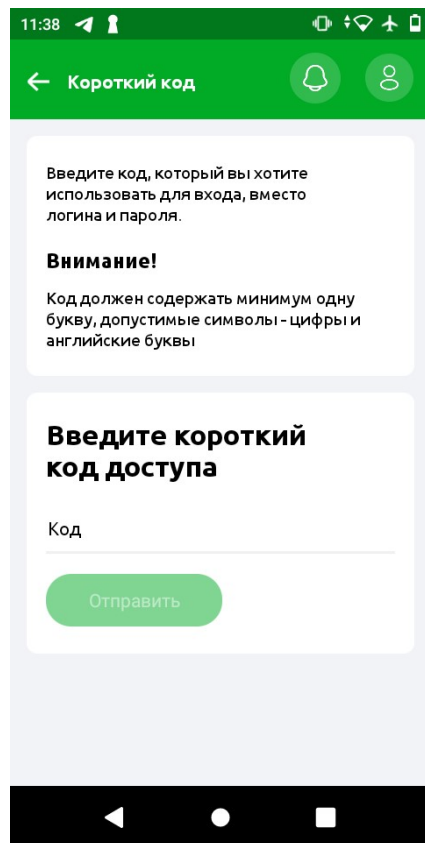 11:38
Короткий код
Введите код, который вы хотите
использовать для входа, вместо
логина и пароля.
Внимание!
Код должен содержать минимум одну
букву, допустимые символы - цифры и
английские буквы
Введите короткий
код доступа
Код
Отправить